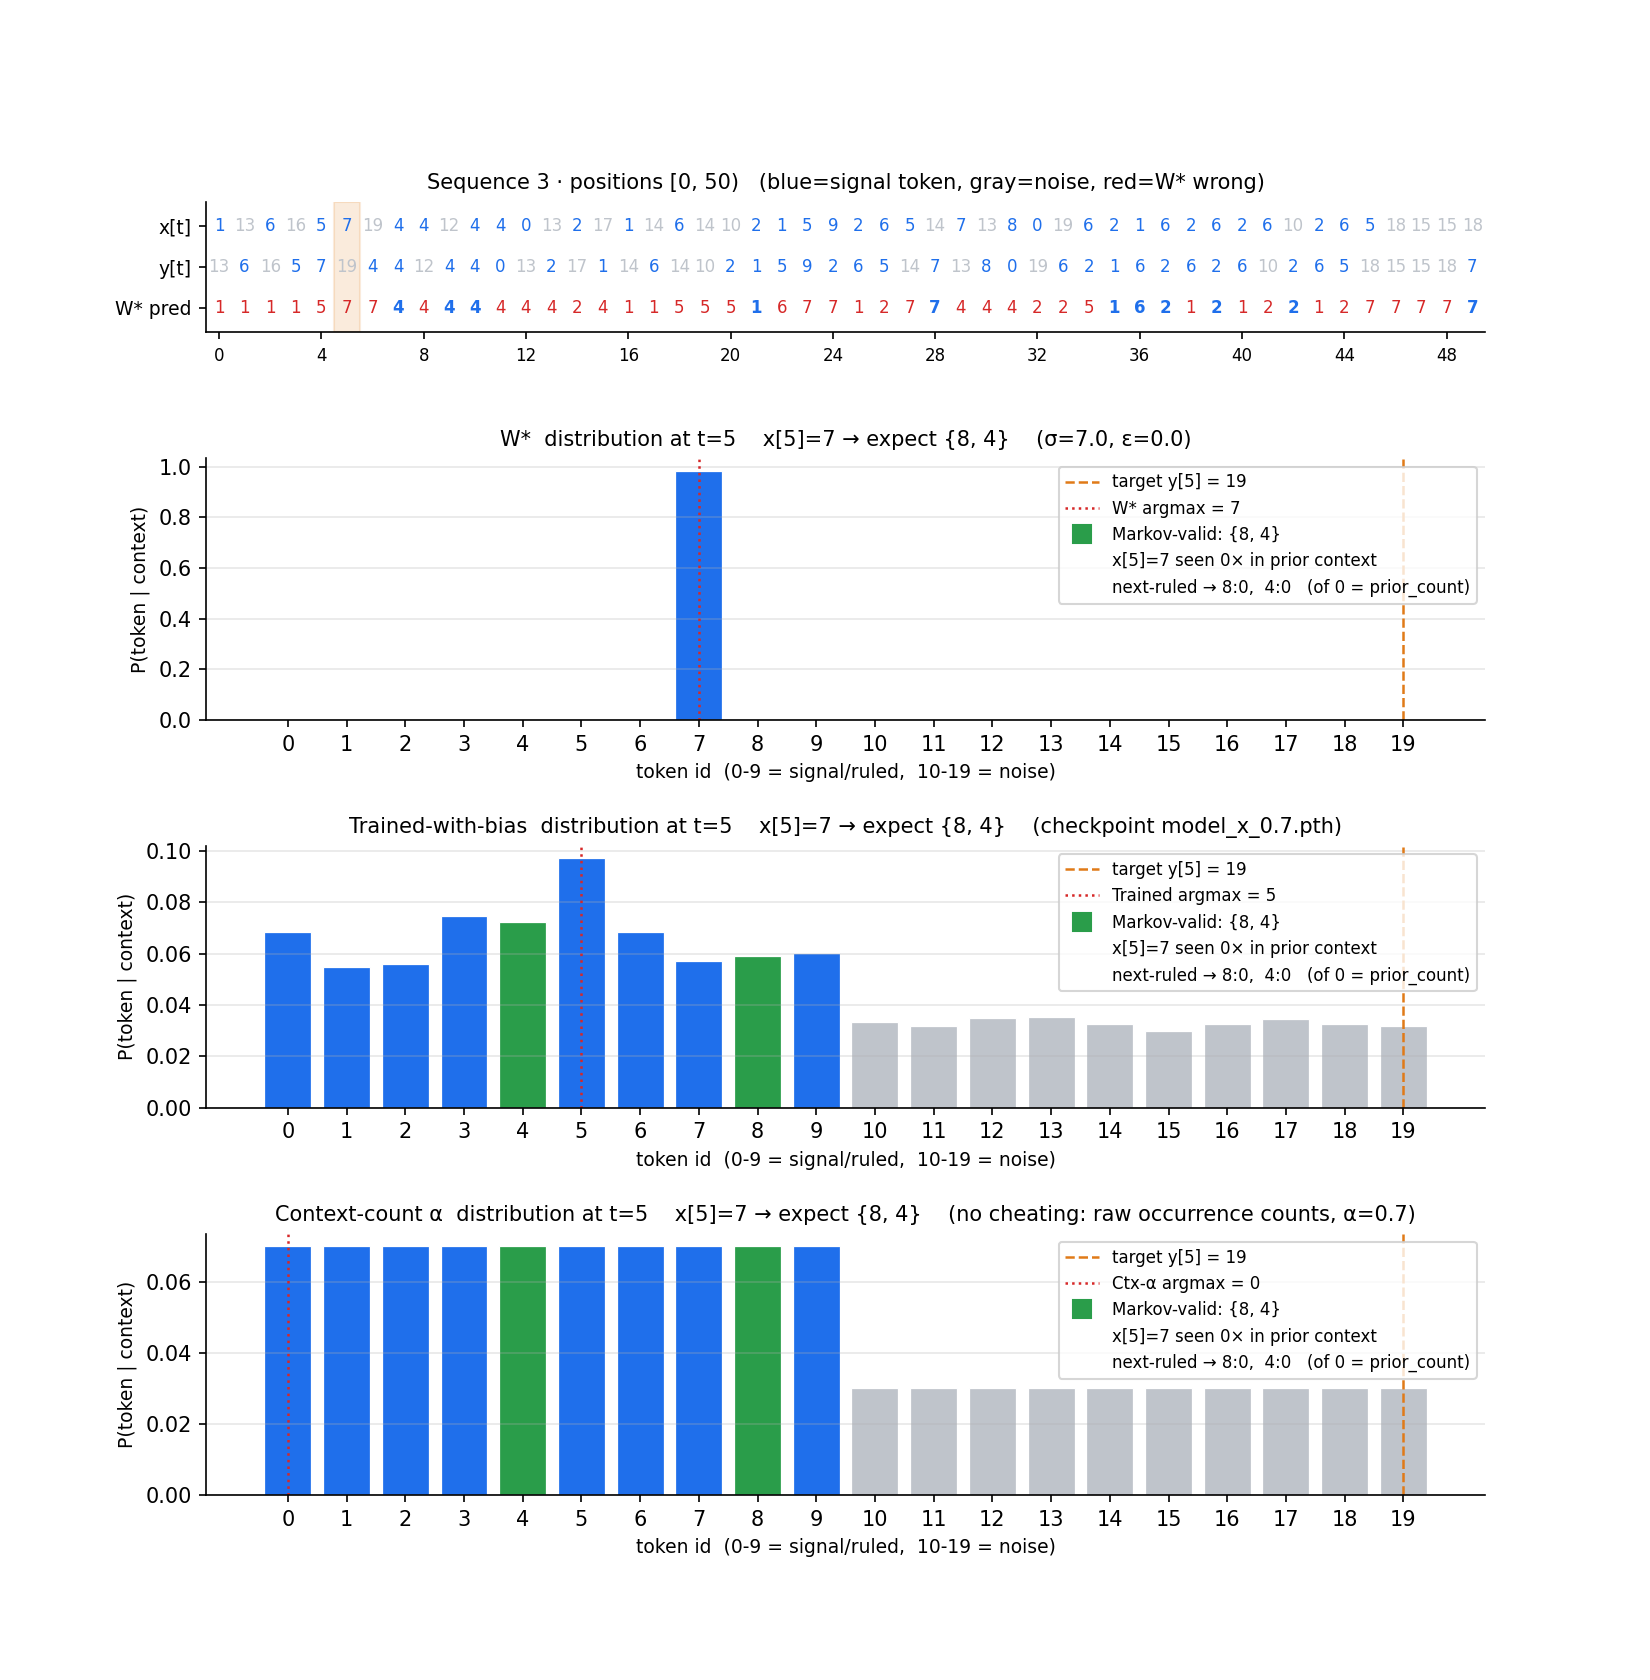 Sequence 3 · positions [0, 50)   (blue=signal token, gray=noise, red=W* wrong)
x[t] 1 13 6 16 5 7 19 4 4 12 4 4 0 13 2 17 1 14 6 14 10 2 1 5 9 2 6 5 14 7 13 8 0 19 6 2 1 6 2 6 2 6 10 2 6 5 18 15 15 18
y[t] 13 6 16 5 7 19 4 4 12 4 4 0 13 2 17 1 14 6 14 10 2 1 5 9 2 6 5 14 7 13 8 0 19 6 2 1 6 2 6 2 6 10 2 6 5 18 15 15 18 7
W* pred 1 1 1 1 5 7 7 4 4 4 4 4 4 4 2 4 1 1 5 5 5 1 6 7 7 1 2 7 7 4 4 4 2 2 5 1 6 2 1 2 1 2 2 1 2 7 7 7 7 7
0 4 8 12 16 20 24 28 32 36 40 44 48
W*  distribution at t=5    x[5]=7 → expect {8, 4}    (σ=7.0, ε=0.0)
P(token | context)
1.0
0.8
0.6
0.4
0.2
0.0
target y[5] = 19
W* argmax = 7
Markov-valid: {8, 4}
x[5]=7 seen 0× in prior context
next-ruled → 8:0,  4:0   (of 0 = prior_count)
0 1 2 3 4 5 6 7 8 9 10 11 12 13 14 15 16 17 18 19
token id  (0-9 = signal/ruled,  10-19 = noise)
Trained-with-bias  distribution at t=5    x[5]=7 → expect {8, 4}    (checkpoint model_x_0.7.pth)
P(token | context)
0.10
0.08
0.06
0.04
0.02
0.00
target y[5] = 19
Trained argmax = 5
Markov-valid: {8, 4}
x[5]=7 seen 0× in prior context
next-ruled → 8:0,  4:0   (of 0 = prior_count)
0 1 2 3 4 5 6 7 8 9 10 11 12 13 14 15 16 17 18 19
token id  (0-9 = signal/ruled,  10-19 = noise)
Context-count α  distribution at t=5    x[5]=7 → expect {8, 4}    (no cheating: raw occurrence counts, α=0.7)
P(token | context)
0.06
0.04
0.02
0.00
target y[5] = 19
Ctx-α argmax = 0
Markov-valid: {8, 4}
x[5]=7 seen 0× in prior context
next-ruled → 8:0,  4:0   (of 0 = prior_count)
0 1 2 3 4 5 6 7 8 9 10 11 12 13 14 15 16 17 18 19
token id  (0-9 = signal/ruled,  10-19 = noise)